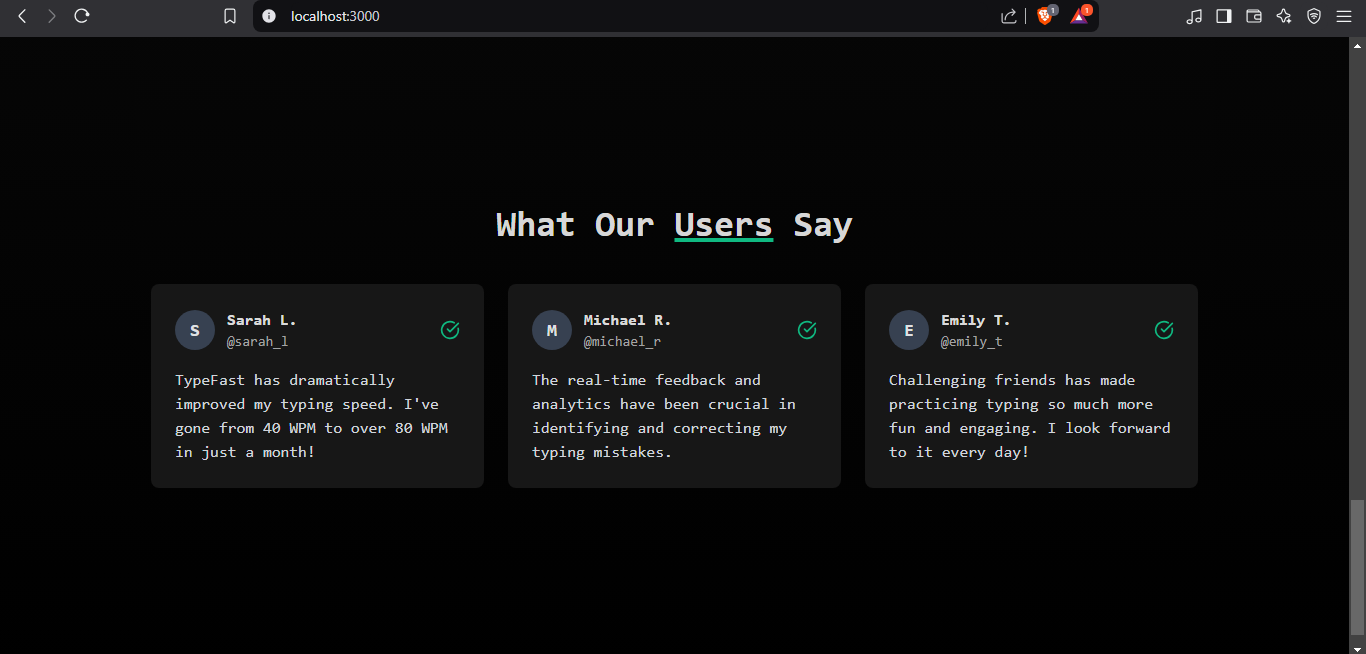 localhost:3000
1
1
What Our Users Say
S
Sarah L.
@sarah_l
TypeFast has dramatically
improved my typing speed. I've
gone from 40 WPM to over 80 WPM
in just a month!
M
Michael R.
@michael_r
The real-time feedback and
analytics have been crucial in
identifying and correcting my
typing mistakes.
E
Emily T.
@emily_t
Challenging friends has made
practicing typing so much more
fun and engaging. I look forward
to it every day!